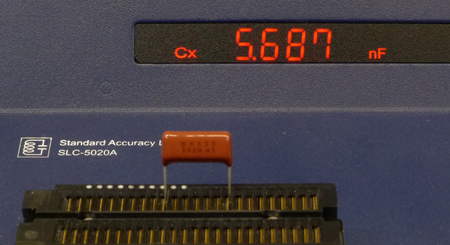 Cx 5.687 nF
Standard Accuracy
SLC-5020A